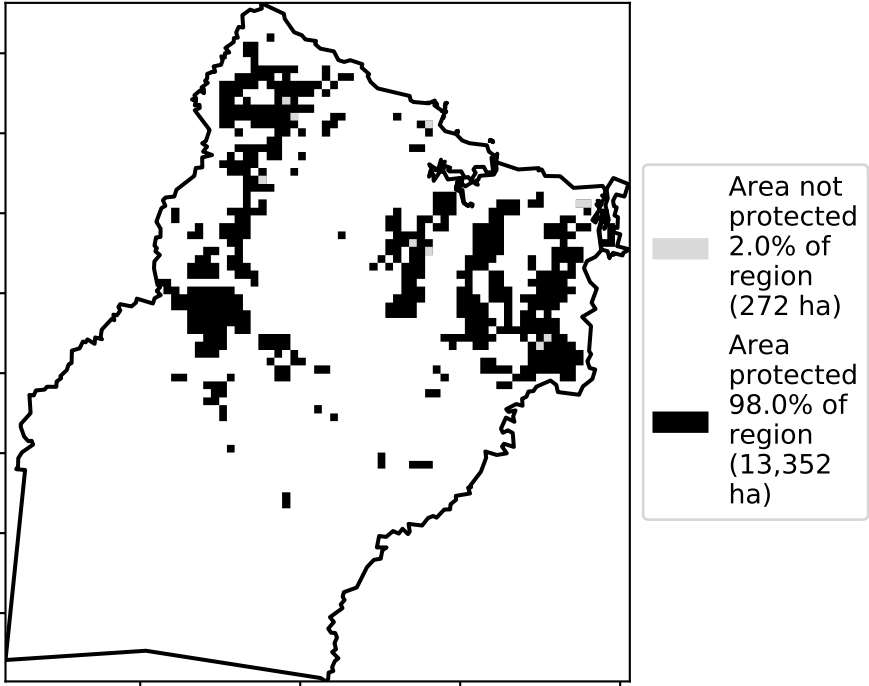 Area not
protected
2.0% of
region
(272 ha)
Area
protected
98.0% of
region
(13,352
ha)